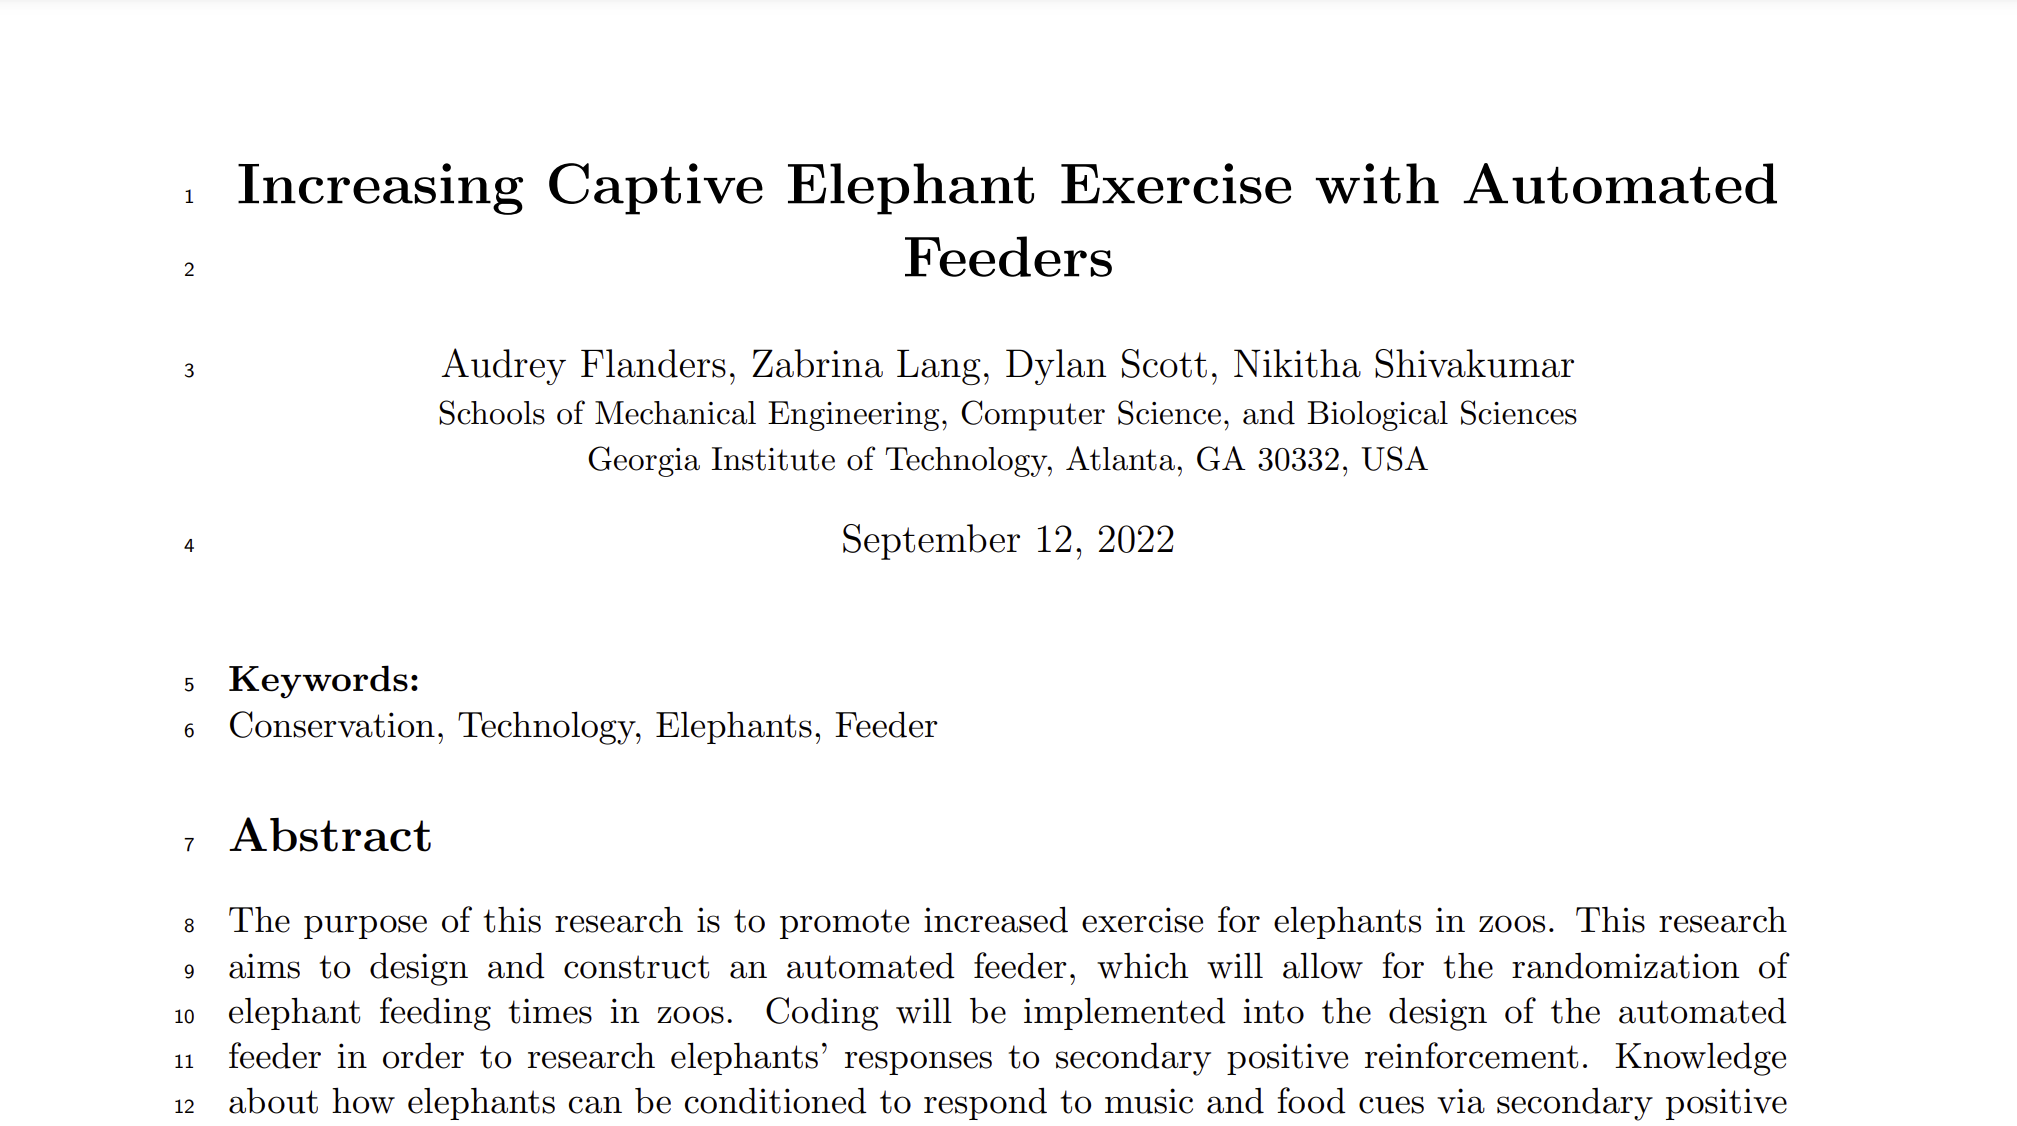 1 Increasing Captive Elephant Exercise with Automated
2 Feeders
3 Audrey Flanders, Zabrina Lang, Dylan Scott, Nikitha Shivakumar
Schools of Mechanical Engineering, Computer Science, and Biological Sciences
Georgia Institute of Technology, Atlanta, GA 30332, USA
4 September 12, 2022
5 Keywords:
6 Conservation, Technology, Elephants, Feeder
7 Abstract
8 The purpose of this research is to promote increased exercise for elephants in zoos. This research
9 aims to design and construct an automated feeder, which will allow for the randomization of
10 elephant feeding times in zoos. Coding will be implemented into the design of the automated
11 feeder in order to research elephants’ responses to secondary positive reinforcement. Knowledge
12 about how elephants can be conditioned to respond to music and food cues via secondary positive